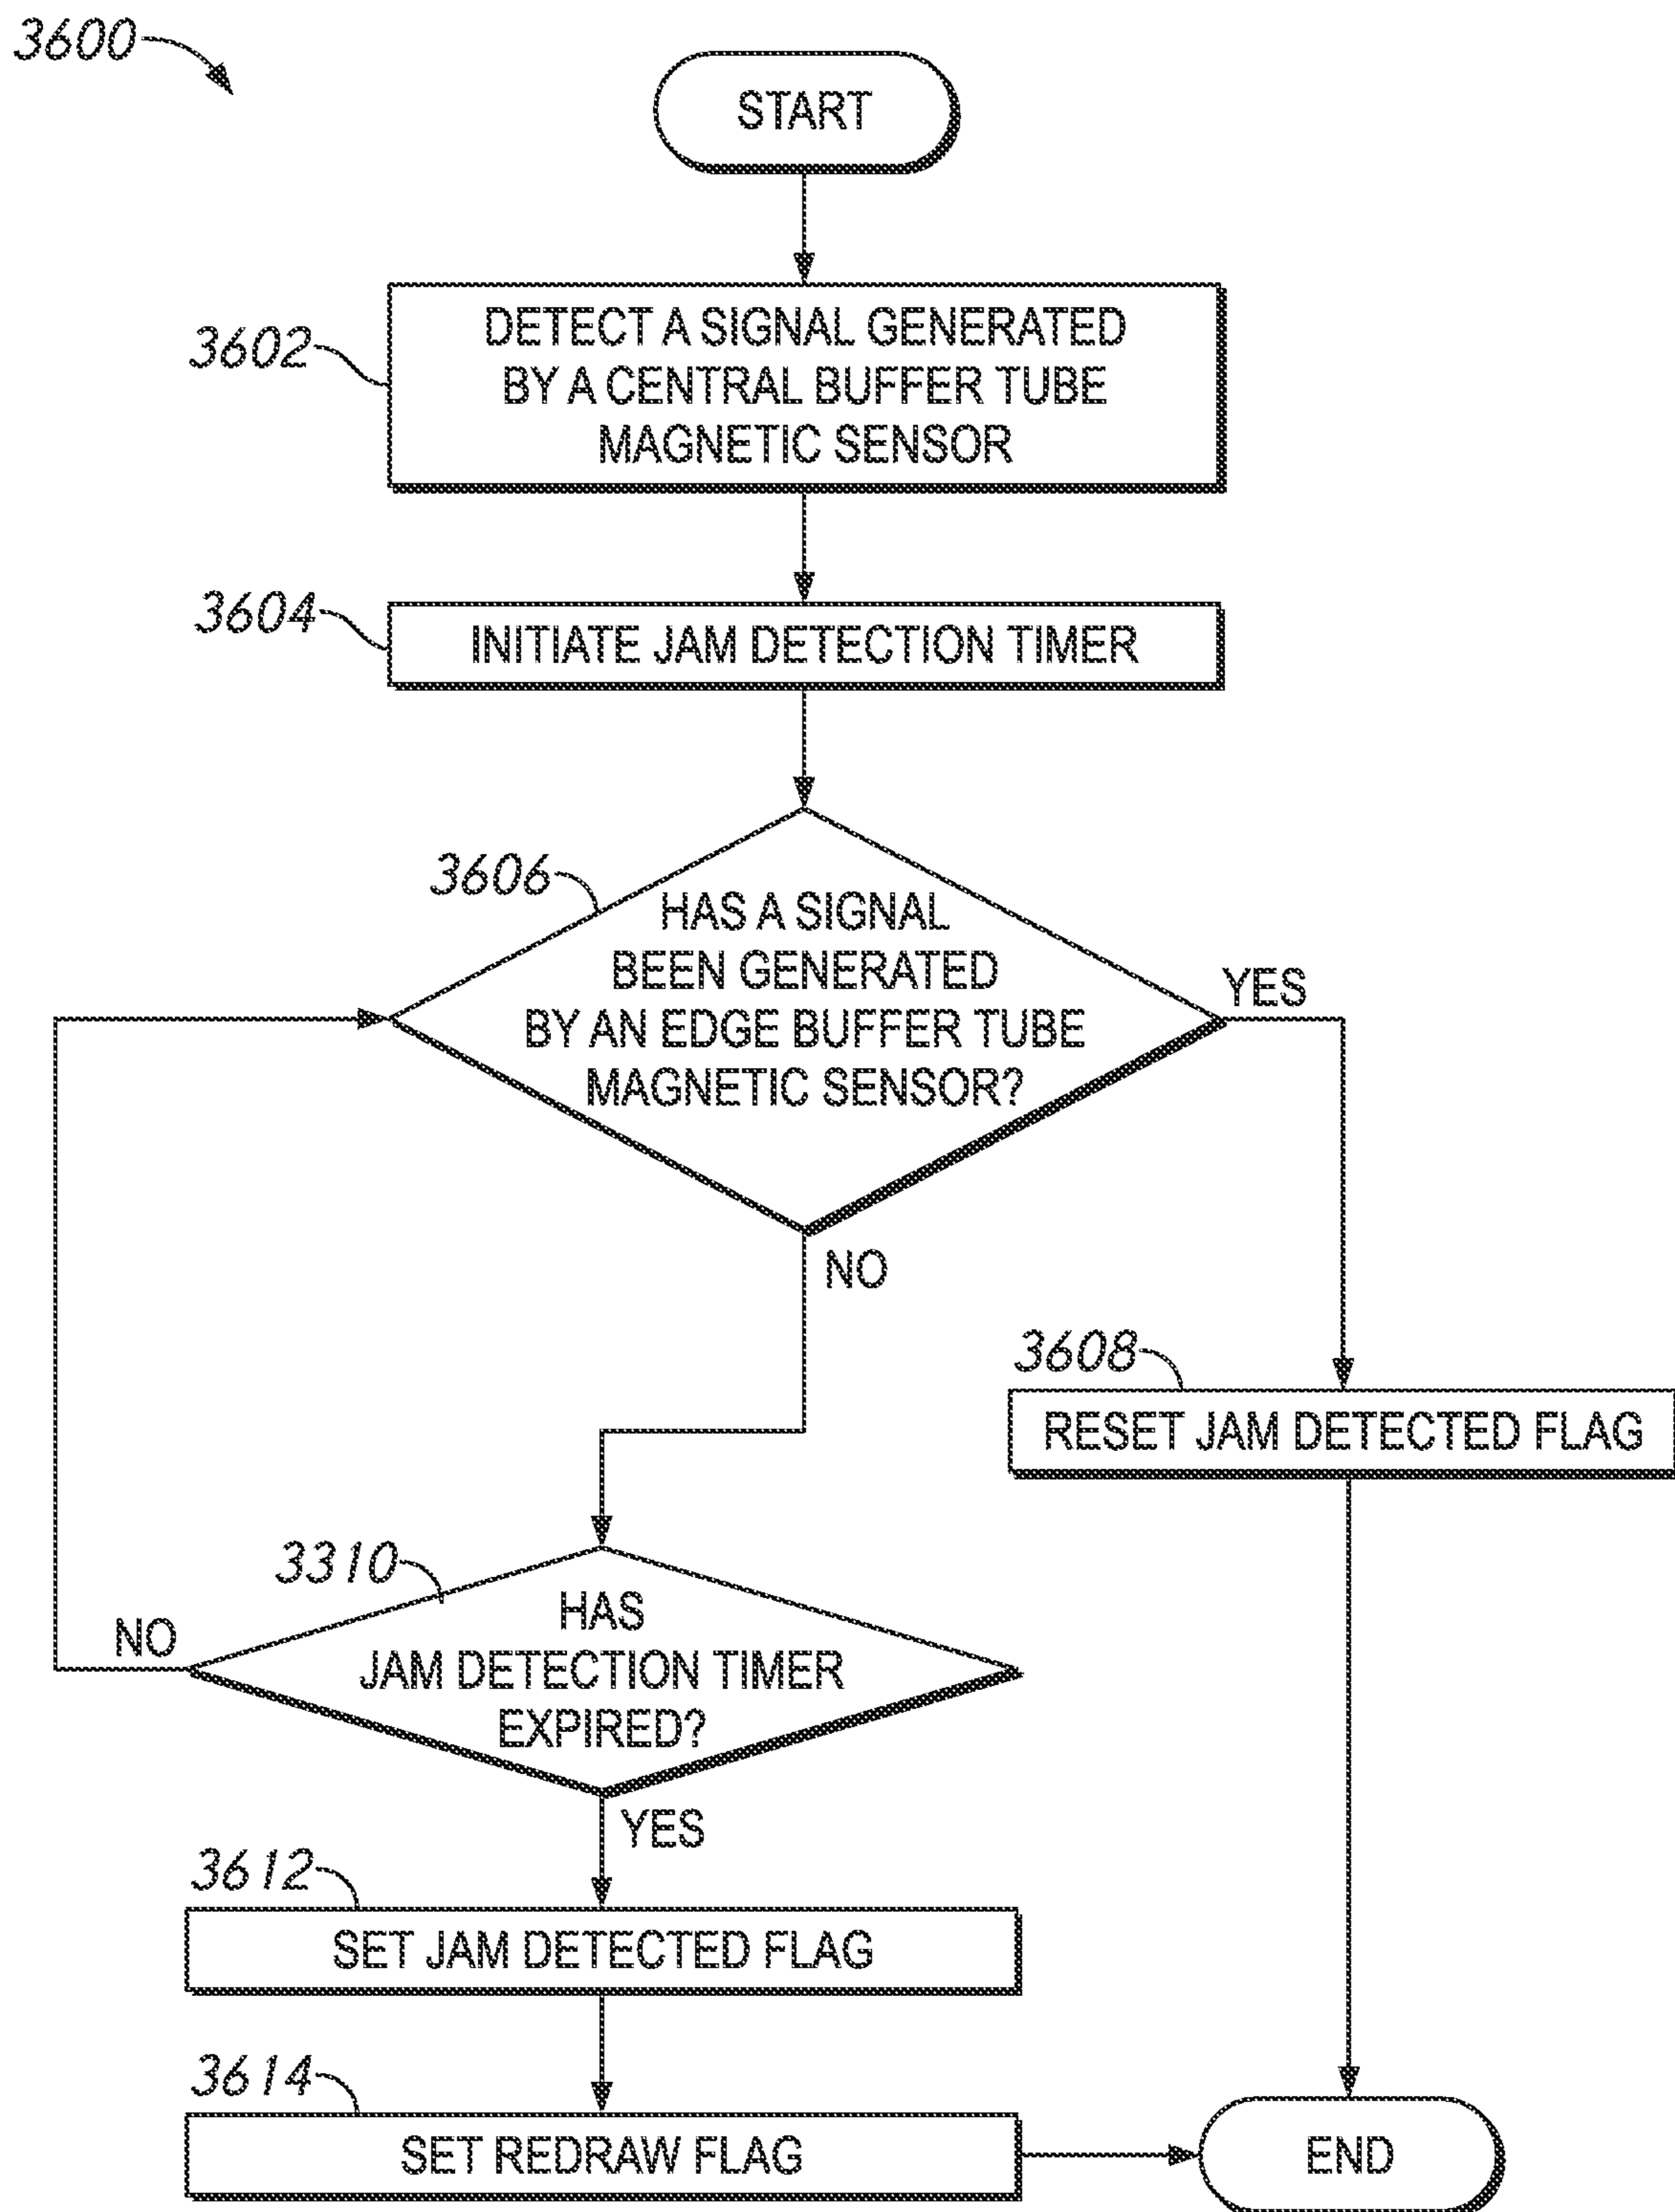 3600
START
3602
DETECT A SIGNAL GENERATED
BY A CENTRAL BUFFER TUBE
MAGNETIC SENSOR
3604
INITIATE JAM DETECTION TIMER
3606
HAS A SIGNAL
BEEN GENERATED
BY AN EDGE BUFFER TUBE
MAGNETIC SENSOR?
YES
NO
3608
RESET JAM DETECTED FLAG
3310
HAS
JAM DETECTION TIMER
EXPIRED?
NO
YES
3612
SET JAM DETECTED FLAG
3614
SET REDRAW FLAG
END